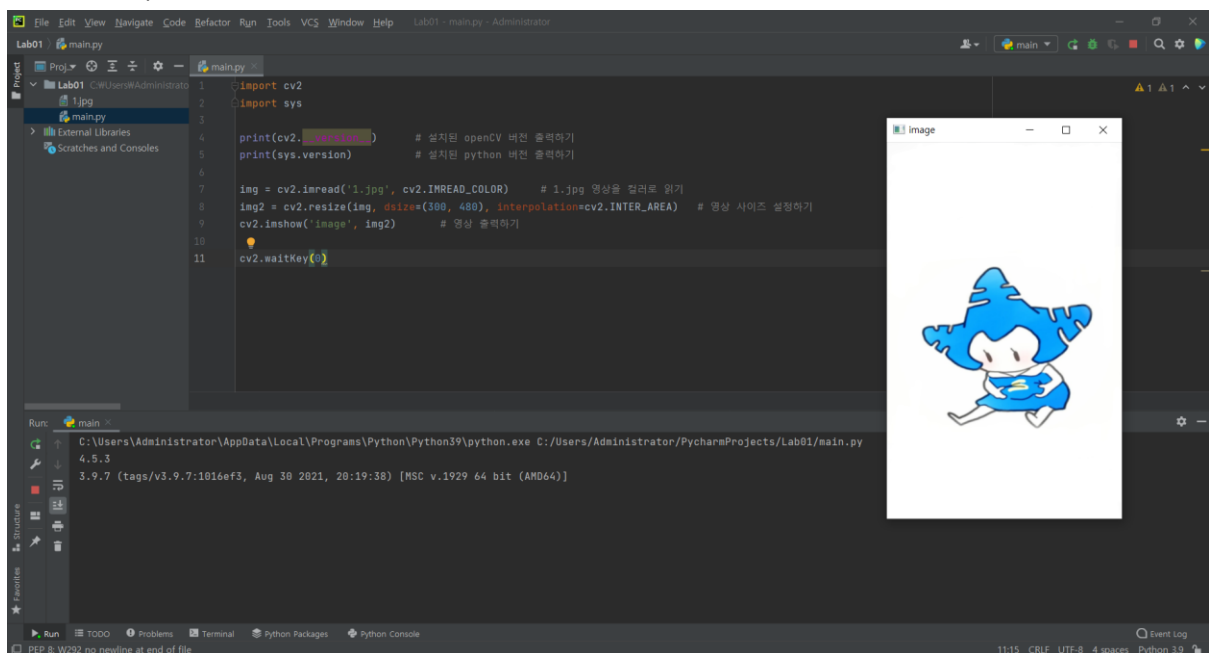 File Edit View Navigate Code Refactor Run Tools VCS Window Help Lab01 - main.py - Administrator
Lab01 main.py main
Proj... main.py
Lab01 C:₩Users₩Administrato
1.jpg
main.py
External Libraries
Scratches and Consoles
1 import cv2
2 import sys
3
4 print(cv2.__version__) # 설치된 openCV 버전 출력하기
5 print(sys.version) # 설치된 python 버전 출력하기
6
7 img = cv2.imread('1.jpg', cv2.IMREAD_COLOR) # 1.jpg 영상을 컬러로 읽기
8 img2 = cv2.resize(img, dsize=(300, 480), interpolation=cv2.INTER_AREA) # 영상 사이즈 설정하기
9 cv2.imshow('image', img2) # 영상 출력하기
10
11 cv2.waitKey(0)
1 1
image
Project
Structure
Favorites
Run: main
C:\Users\Administrator\AppData\Local\Programs\Python\Python39\python.exe C:/Users/Administrator/PycharmProjects/Lab01/main.py
4.5.3
3.9.7 (tags/v3.9.7:1016ef3, Aug 30 2021, 20:19:38) [MSC v.1929 64 bit (AMD64)]
Run TODO Problems Terminal Python Packages Python Console Event Log
PEP 8: W292 no newline at end of file 11:15 CRLF UTF-8 4 spaces Python 3.9